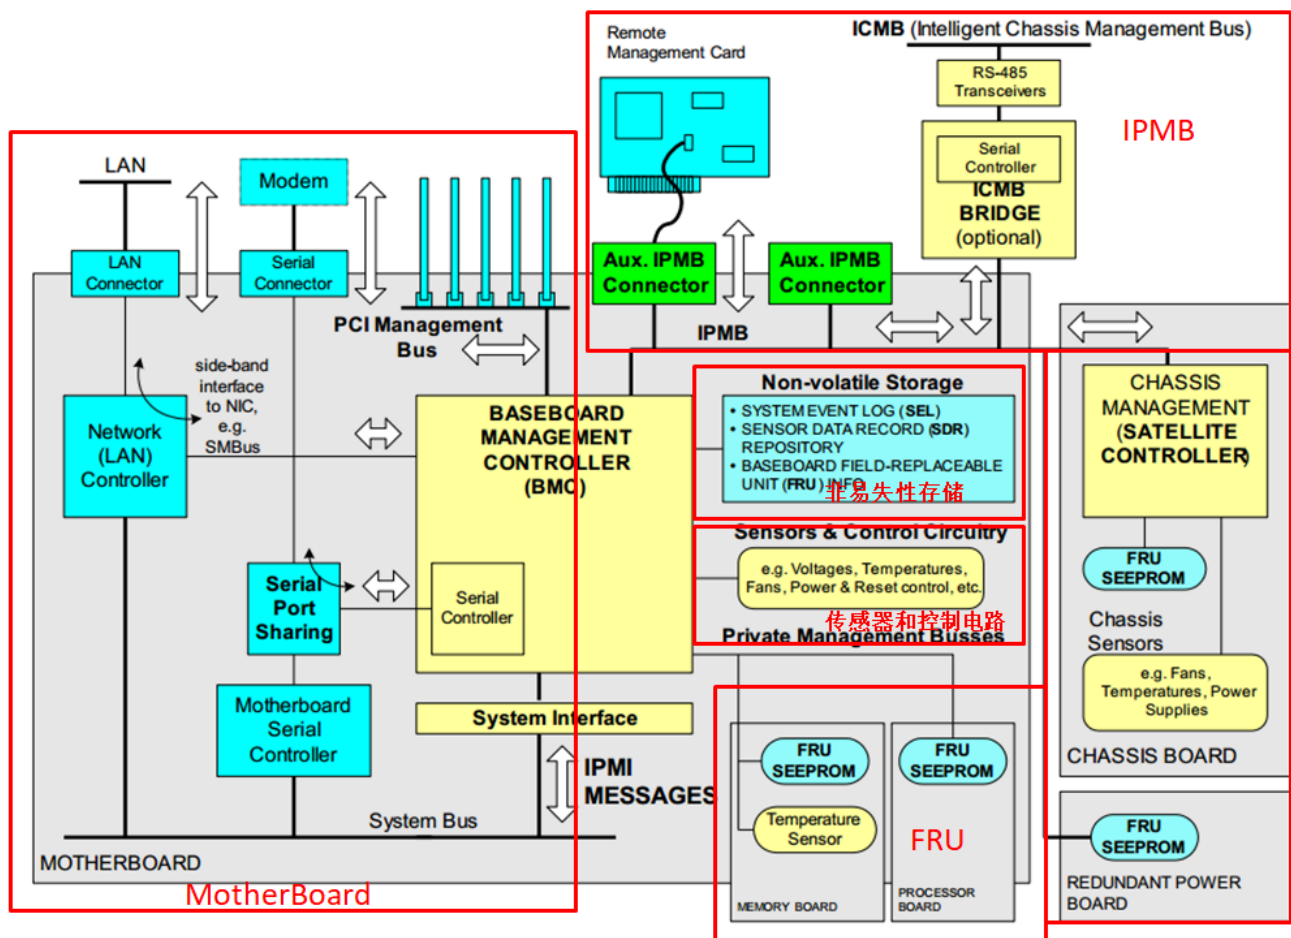 Remote
Management Card
ICMB (Intelligent Chassis Management Bus)
RS-485
Transceivers
IPMB
Serial
Controller
ICMB
BRIDGE
(optional)
LAN
Modem
LAN
Connector
Serial
Connector
Aux. IPMB
Connector
Aux. IPMB
Connector
PCI Management
Bus
IPMB
side-band
interface
to NIC,
e.g.
SMBus
Network
(LAN)
Controller
BASEBOARD
MANAGEMENT
CONTROLLER
(BMC)
Non-volatile Storage
• SYSTEM EVENT LOG (SEL)
• SENSOR DATA RECORD (SDR)
REPOSITORY
• BASEBOARD FIELD-REPLACEABLE
UNIT (FRU) INFO
非易失性存储
CHASSIS
MANAGEMENT
(SATELLITE
CONTROLLER)
Sensors & Control Circuitry
e.g. Voltages, Temperatures,
Fans, Power & Reset control, etc.
传感器和控制电路
FRU
SEEPROM
Serial
Port
Sharing
Serial
Controller
Private Management Busses
Chassis
Sensors
e.g. Fans,
Temperatures, Power
Supplies
Motherboard
Serial
Controller
System Interface
IPMI
MESSAGES
FRU
SEEPROM
FRU
SEEPROM
CHASSIS BOARD
Temperature
Sensor
FRU
System Bus
FRU
SEEPROM
MOTHERBOARD
MotherBoard
MEMORY BOARD
PROCESSOR
BOARD
REDUNDANT POWER
BOARD